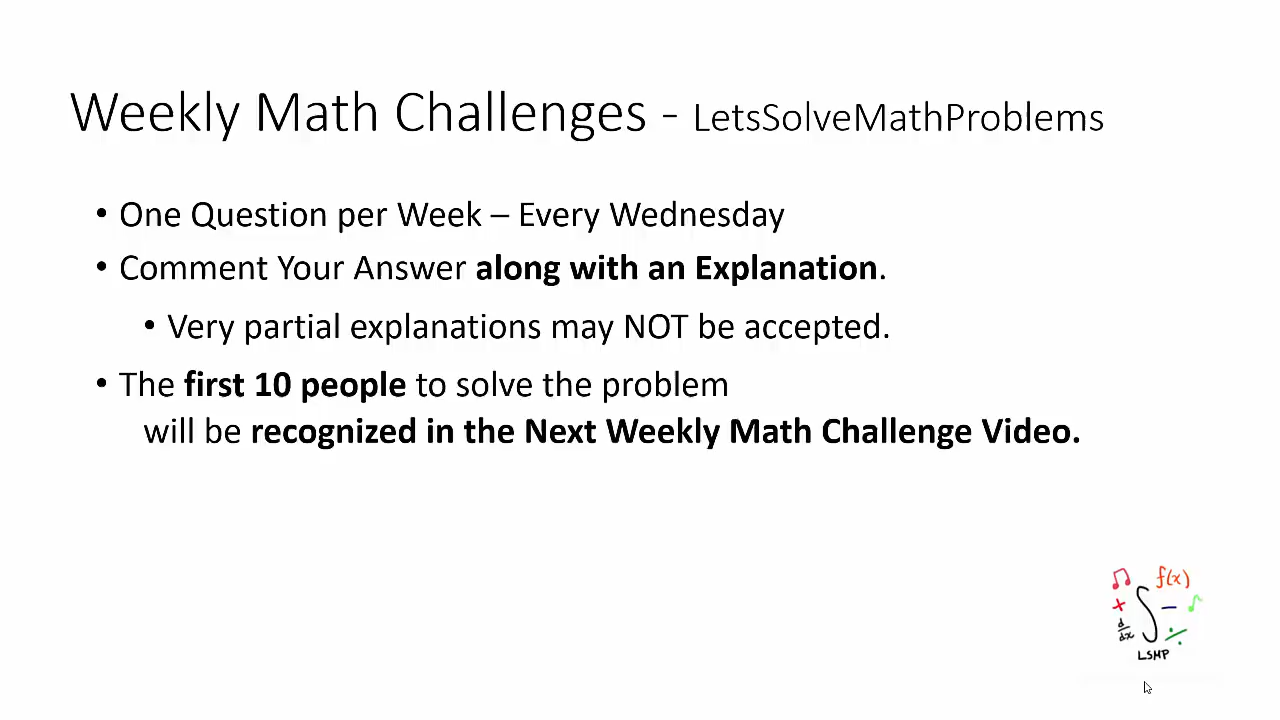 Weekly Math Challenges - LetsSolveMathProblems
• One Question per Week – Every Wednesday
• Comment Your Answer along with an Explanation.
• Very partial explanations may NOT be accepted.
• The first 10 people to solve the problem
will be recognized in the Next Weekly Math Challenge Video.
f(x)
+ ∫ −
d/dx ÷
LSMP